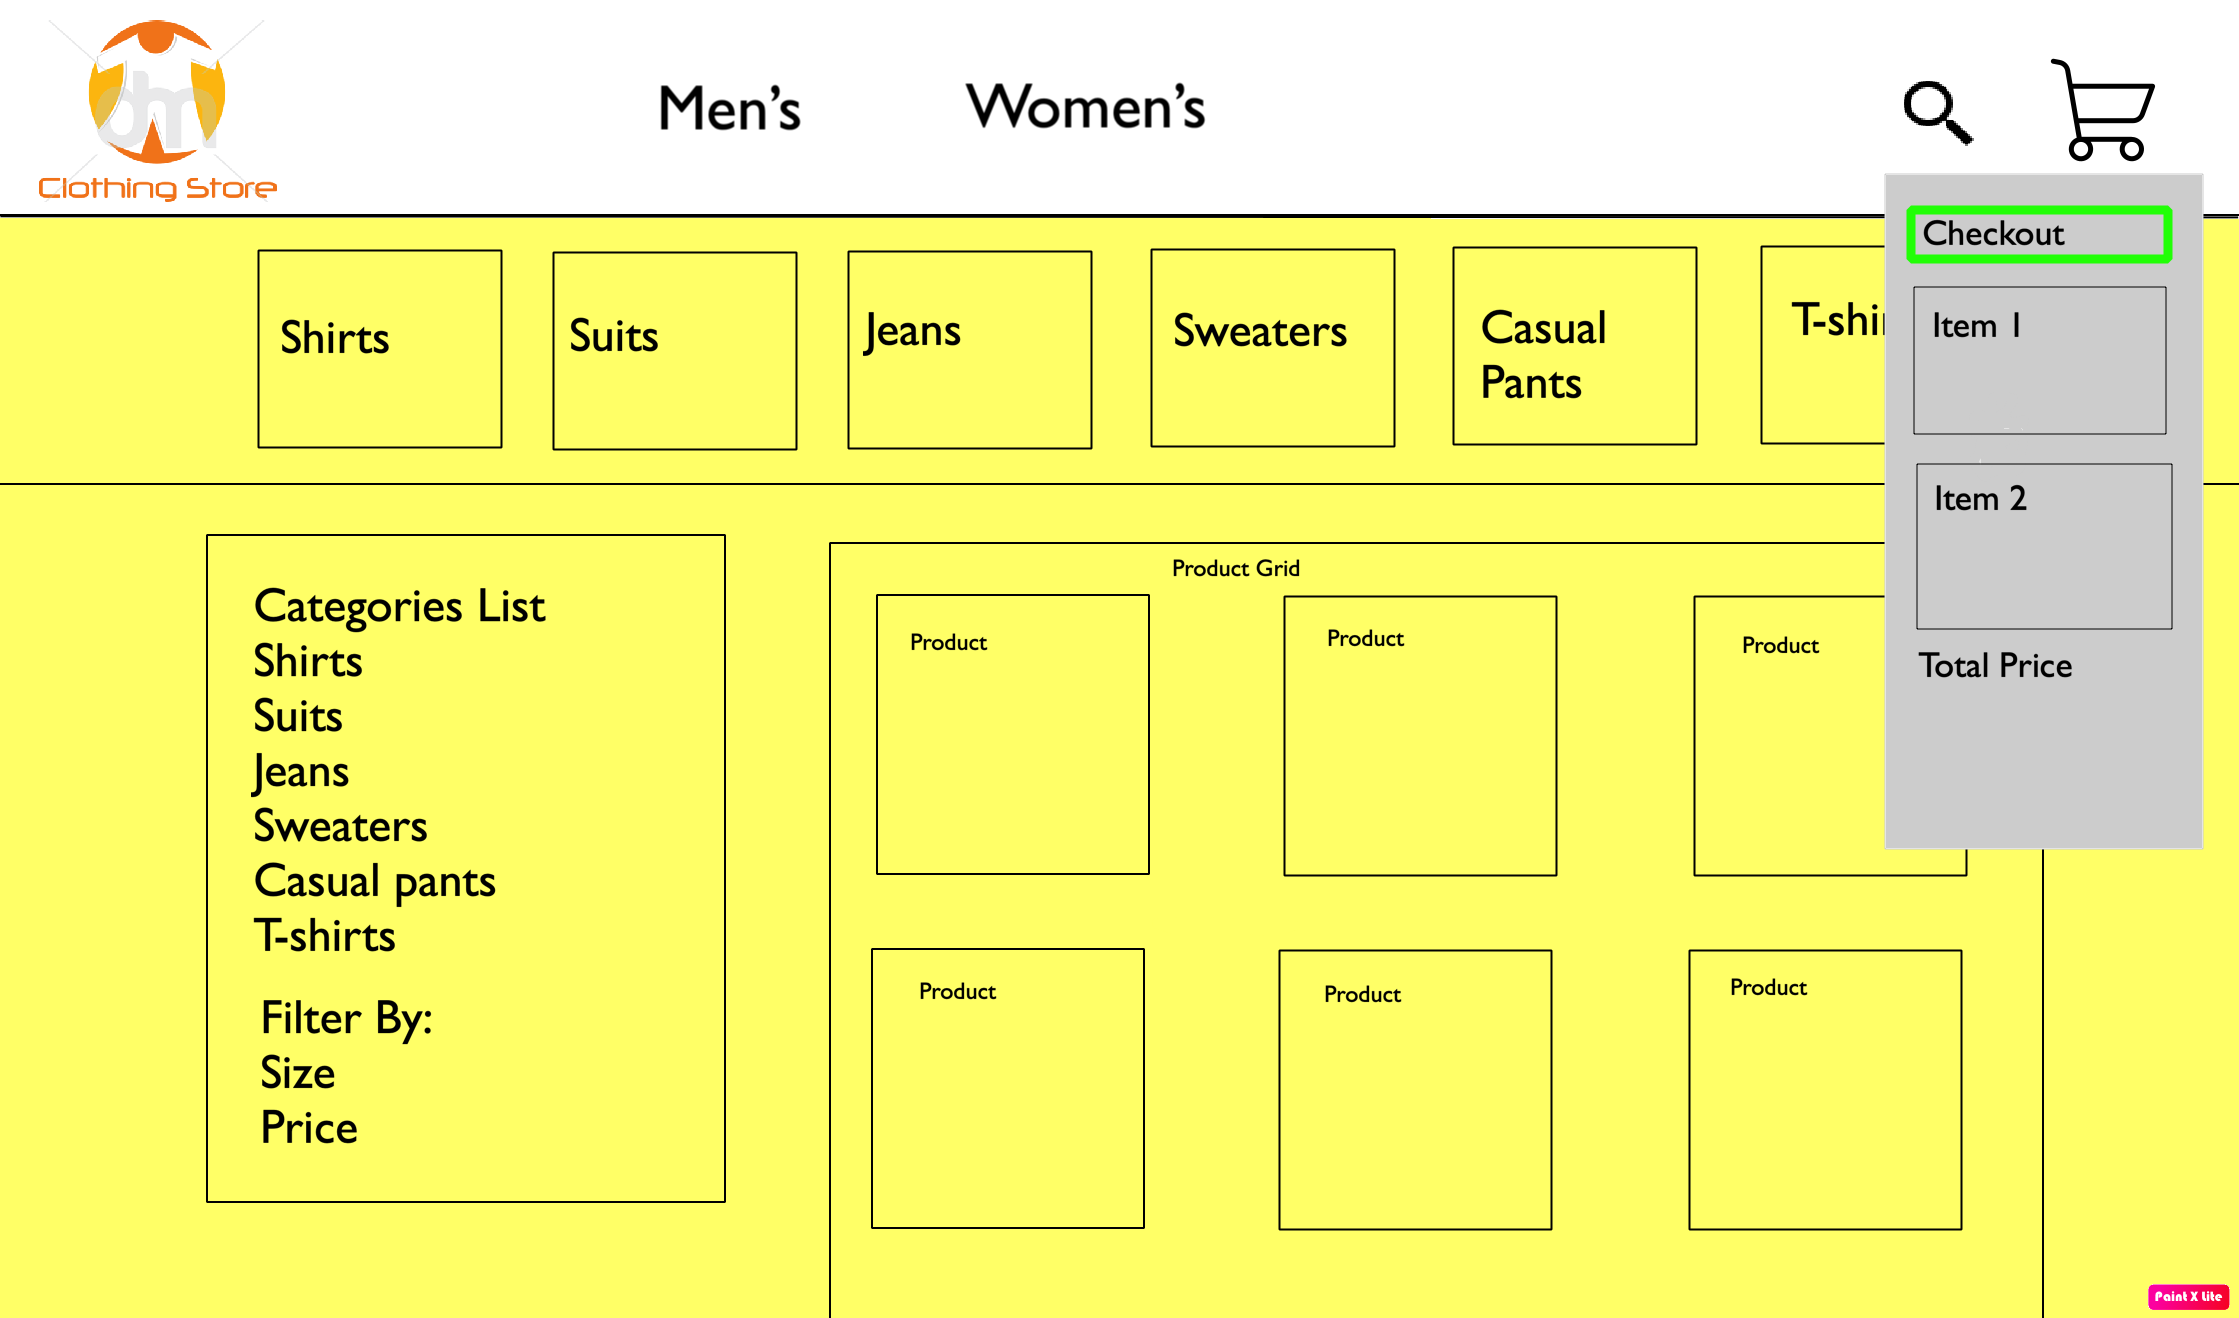 dm
Clothing Store
Men's
Women's
Shirts
Suits
Jeans
Sweaters
Casual
Pants
T-shir
Checkout
Item 1
Item 2
Total Price
Categories List
Shirts
Suits
Jeans
Sweaters
Casual pants
T-shirts
Filter By:
Size
Price
Product Grid
Product
Product
Product
Product
Product
Product
Paint X Lite